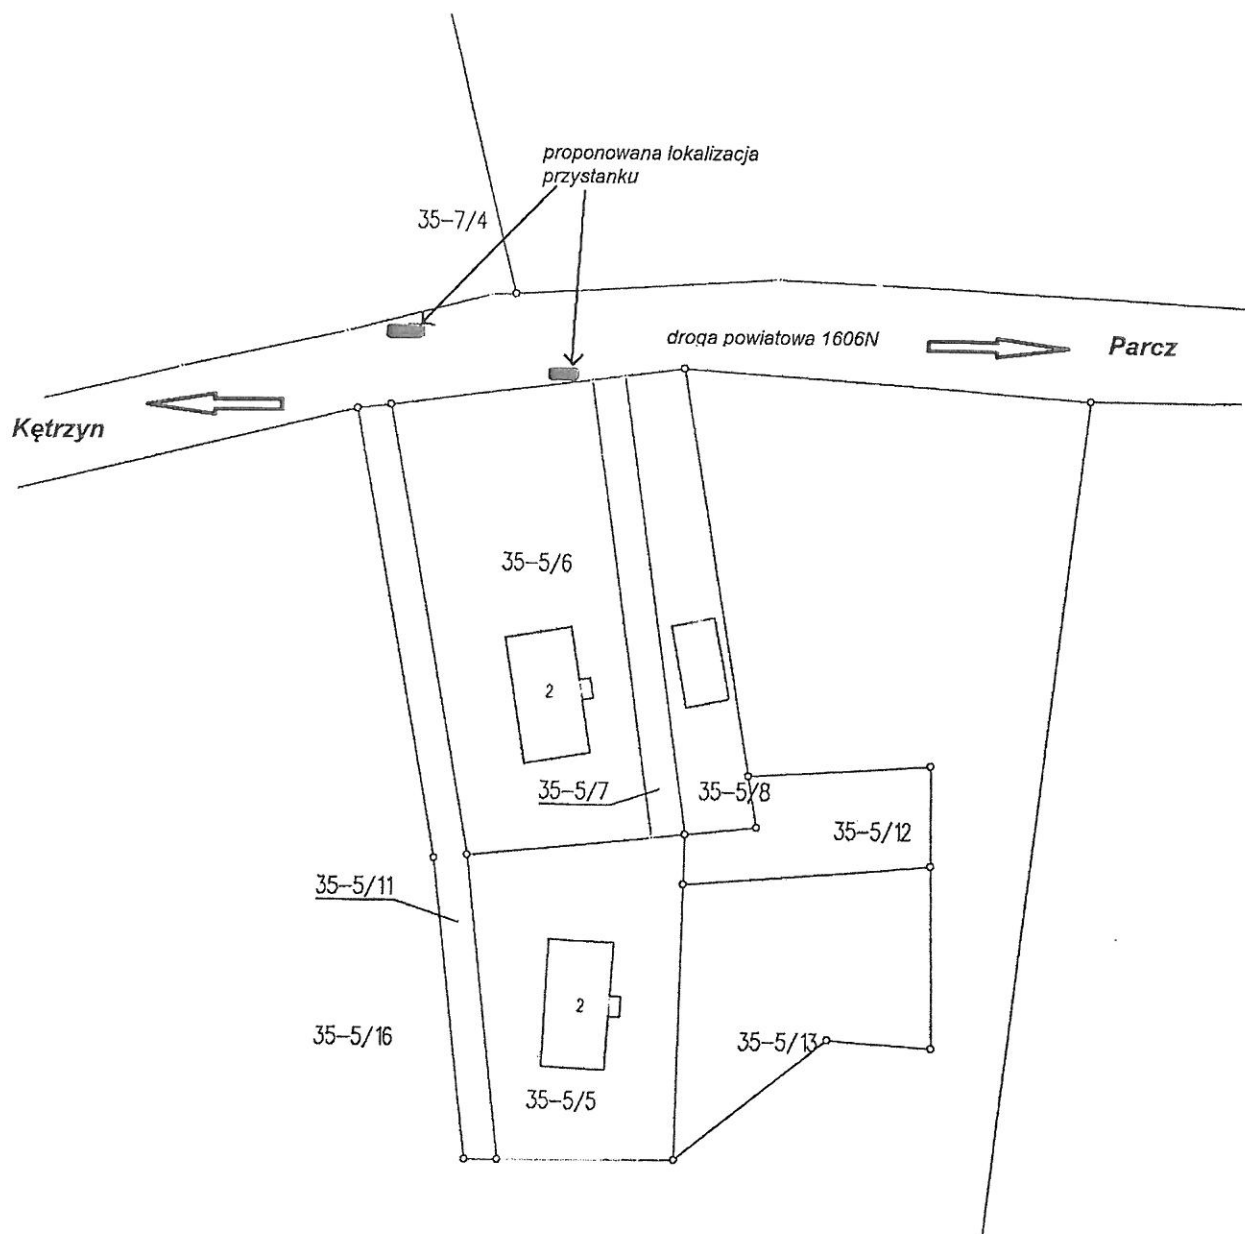 proponowana lokalizacja
przystanku
35-7/4
droga powiatowa 1606N
Parcz
Kętrzyn
35-5/6
2
35-5/7
35-5/8
35-5/12
35-5/11
2
35-5/16
35-5/13
35-5/5